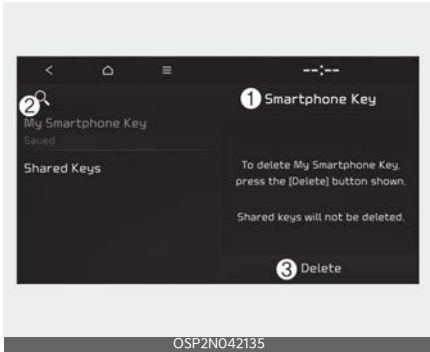 --:--
2
1 Smartphone Key
My Smartphone Key
Saved
Shared Keys
To delete My Smartphone Key,
press the [Delete] button shown.
Shared keys will not be deleted.
3 Delete
OSP2N042135